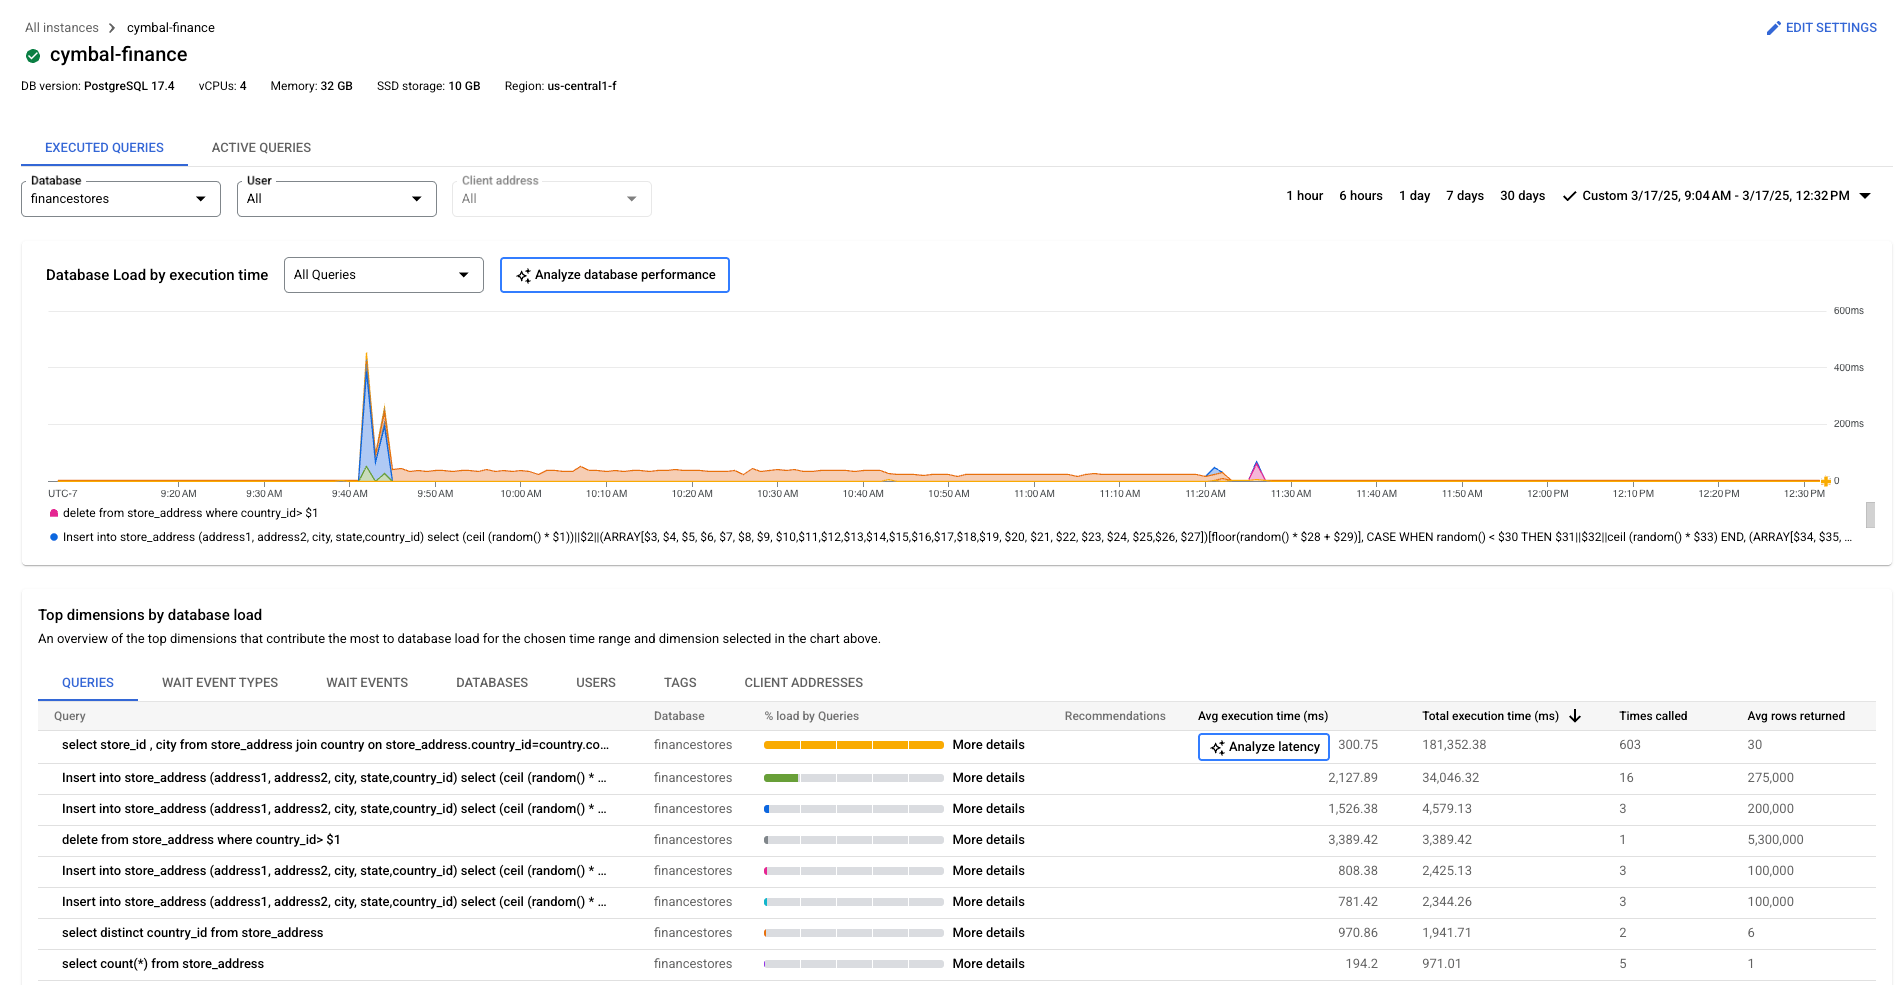 All instances > cymbal-finance
EDIT SETTINGS
cymbal-finance
DB version: PostgreSQL 17.4 vCPUs: 4 Memory: 32 GB SSD storage: 10 GB Region: us-central1-f
EXECUTED QUERIES ACTIVE QUERIES
Database User Client address
financestores All All
1 hour 6 hours 1 day 7 days 30 days Custom 3/17/25, 9:04 AM - 3/17/25, 12:32 PM
Database Load by execution time All Queries Analyze database performance
600ms
400ms
200ms
0
UTC-7 9:20 AM 9:30 AM 9:40 AM 9:50 AM 10:00 AM 10:10 AM 10:20 AM 10:30 AM 10:40 AM 10:50 AM 11:00 AM 11:10 AM 11:20 AM 11:30 AM 11:40 AM 11:50 AM 12:00 PM 12:10 PM 12:20 PM 12:30 PM
delete from store_address where country_id> $1
Insert into store_address (address1, address2, city, state,country_id) select (ceil (random() * $1))||$2||(ARRAY[$3, $4, $5, $6, $7, $8, $9, $10,$11,$12,$13,$14,$15,$16,$17,$18,$19, $20, $21, $22, $23, $24, $25,$26, $27])[floor(random() * $28 + $29)], CASE WHEN random() < $30 THEN $31||$32||ceil (random() * $33) END, (ARRAY[$34, $35, ...
Top dimensions by database load
An overview of the top dimensions that contribute the most to database load for the chosen time range and dimension selected in the chart above.
QUERIES WAIT EVENT TYPES WAIT EVENTS DATABASES USERS TAGS CLIENT ADDRESSES
Query Database % load by Queries Recommendations Avg execution time (ms) Total execution time (ms) Times called Avg rows returned
select store_id , city from store_address join country on store_address.country_id=country.co... financestores More details Analyze latency 300.75 181,352.38 603 30
Insert into store_address (address1, address2, city, state,country_id) select (ceil (random() * ... financestores More details 2,127.89 34,046.32 16 275,000
Insert into store_address (address1, address2, city, state,country_id) select (ceil (random() * ... financestores More details 1,526.38 4,579.13 3 200,000
delete from store_address where country_id> $1 financestores More details 3,389.42 3,389.42 1 5,300,000
Insert into store_address (address1, address2, city, state,country_id) select (ceil (random() * ... financestores More details 808.38 2,425.13 3 100,000
Insert into store_address (address1, address2, city, state,country_id) select (ceil (random() * ... financestores More details 781.42 2,344.26 3 100,000
select distinct country_id from store_address financestores More details 970.86 1,941.71 2 6
select count(*) from store_address financestores More details 194.2 971.01 5 1